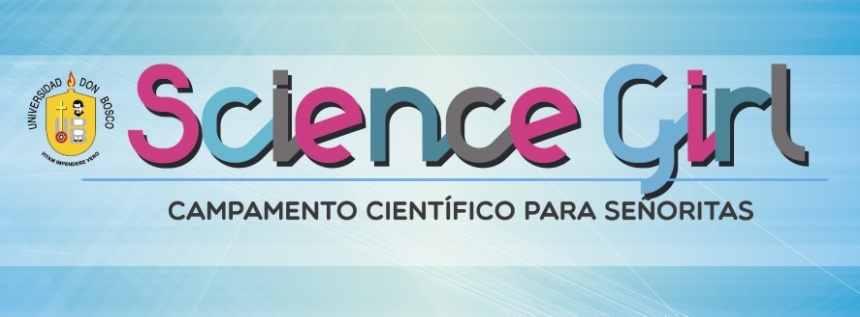 UNIVERSIDAD DON BOSCO
VITAM IMPENDERE VERO
Science Girl
CAMPAMENTO CIENTÍFICO PARA SEÑORITAS